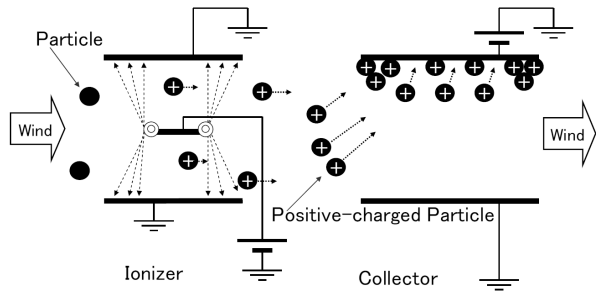 Particle
Wind
Wind
Positive-charged Particle
Ionizer
Collector